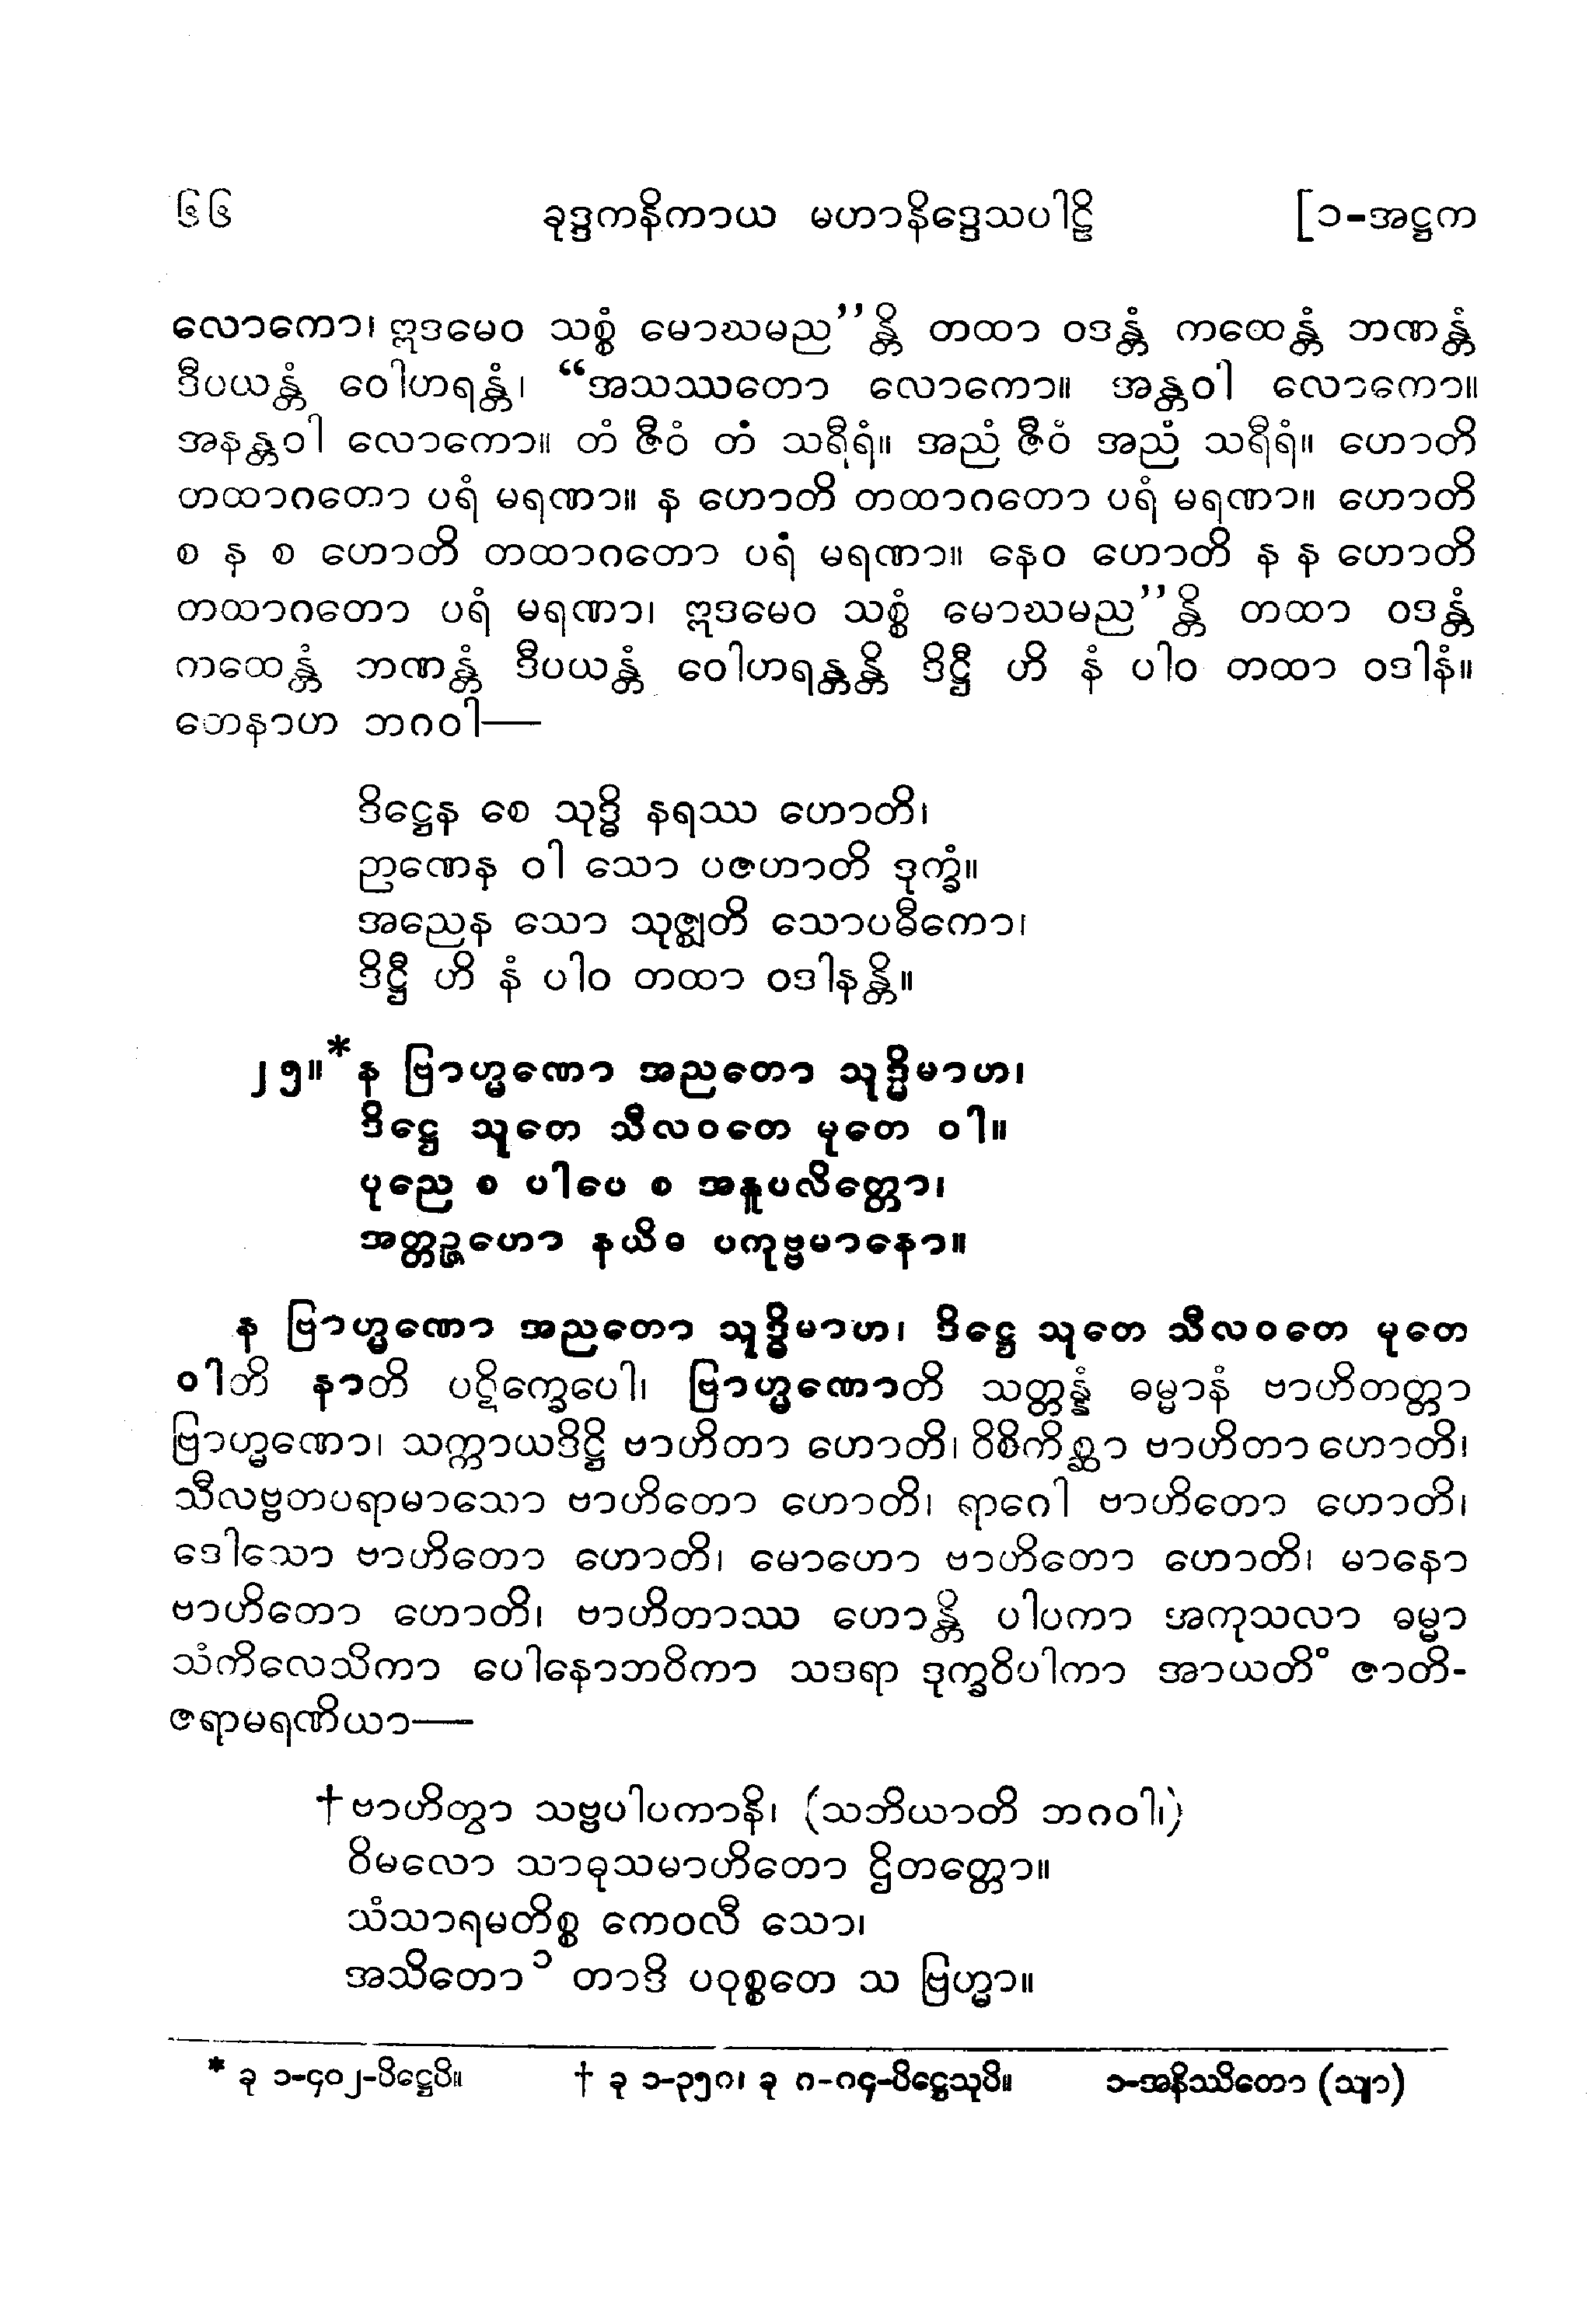 ၆၆ ခုဒ္ဒကနိကာယ မဟာနိဒ္ဒေသပါဠိ [၁-အဋ္ဌက
လောကော၊ ဣဒမေဝ သစ္စံ မောဃမည”န္တိ တထာ ဝဒန္တံ ကထေန္တံ ဘဏန္တံ
ဒီပယန္တံ ဝေါဟရန္တံ၊ “အသဿတော လောကော။ အန္တဝါ လောကော။
အနန္တဝါ လောကော။ တံ ဇီဝံ တံ သရီရံ။ အညံ ဇီဝံ အညံ သရီရံ။ ဟောတိ
တထာဂတော ပရံ မရဏာ။ န ဟောတိ တထာဂတော ပရံ မရဏာ။ ဟောတိ
စ န စ ဟောတိ တထာဂတော ပရံ မရဏာ။ နေဝ ဟောတိ န န ဟောတိ
တထာဂတော ပရံ မရဏာ၊ ဣဒမေဝ သစ္စံ မောဃမည”န္တိ တထာ ဝဒန္တံ
ကထေန္တံ ဘဏန္တံ ဒီပယန္တံ ဝေါဟရန္တန္တိ ဒိဋ္ဌီ ဟိ နံ ပါဝ တထာ ဝဒါနံ။
တေနာဟ ဘဂဝါ—
ဒိဋ္ဌေန စေ သုဒ္ဓိ နရဿ ဟောတိ၊
ဉာဏေန ဝါ သော ပဇဟာတိ ဒုက္ခံ။
အညေန သော သုဇ္ဈတိ သောပဓီကော၊
ဒိဋ္ဌီ ဟိ နံ ပါဝ တထာ ဝဒါနန္တိ။
၂၅။* န ဗြာဟ္မဏော အညတော သုဒ္ဓိမာဟ၊
ဒိဋ္ဌေ သုတေ သီလဝတေ မုတေ ဝါ။
ပုညေ စ ပါပေ စ အနူပလိတ္တော၊
အတ္တဉ္ဇဟော နယိဓ ပကုဗ္ဗမာနော။
န ဗြာဟ္မဏော အညတော သုဒ္ဓိမာဟ၊ ဒိဋ္ဌေ သုတေ သီလဝတေ မုတေ
ဝါတိ နာတိ ပဋိက္ခေပေါ၊ ဗြာဟ္မဏောတိ သတ္တန္နံ ဓမ္မာနံ ဗာဟိတတ္တာ
ဗြာဟ္မဏော၊ သက္ကာယဒိဋ္ဌိ ဗာဟိတာ ဟောတိ၊ ဝိစိကိစ္ဆာ ဗာဟိတာ ဟောတိ၊
သီလဗ္ဗတပရာမာသော ဗာဟိတော ဟောတိ၊ ရာဂေါ ဗာဟိတော ဟောတိ၊
ဒေါသော ဗာဟိတော ဟောတိ၊ မောဟော ဗာဟိတော ဟောတိ၊ မာနော
ဗာဟိတော ဟောတိ၊ ဗာဟိတာဿ ဟောန္တိ ပါပကာ အကုသလာ ဓမ္မာ
သံကိလေသိကာ ပေါနောဘဝိကာ သဒရာ ဒုက္ခဝိပါကာ အာယတိံ ဇာတိ-
ဇရာမရဏိယာ—
† ဗာဟိတွာ သဗ္ဗပါပကာနိ၊ (သဘိယာတိ ဘဂဝါ၊)
ဝိမလော သာဓုသမာဟိတော ဌိတတ္တော။
သံသာရမတိစ္စ ကေဝလီ သော၊
အသိတော ၁ တာဒိ ပဝုစ္စတေ သ ဗြဟ္မာ။
* ခု ၁-၄၀၂-ပိဋ္ဌေပိ။ † ခု ၁-၃၅၈၊ ခု ၈-၈၄-ပိဋ္ဌေသုပိ။ ၁-အနိဿိတော (သျာ)